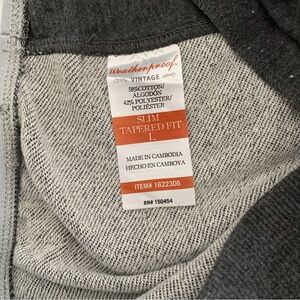 Weatherproof
VINTAGE
58%COTTON/
ALGODÓN
42% POLYESTER/
POLIÉSTER
SLIM
TAPERED FIT
L
MADE IN CAMBODIA
HECHO EN CAMBOYA
ITEM# 1622306
RN# 150454